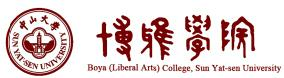 中山大學
SUN YAT-SEN UNIVERSITY
博雅學院
Boya (Liberal Arts) College, Sun Yat-sen University